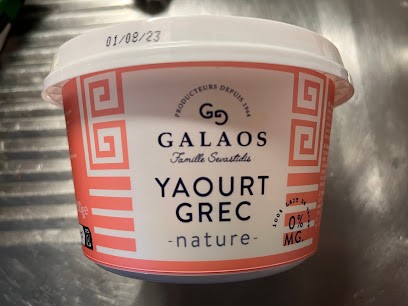 01/08/23
PRODUCTEURS DEPUIS 1964
GALAOS
Famille Sevastidis
YAOURT
GREC
-nature-
0%
MG.